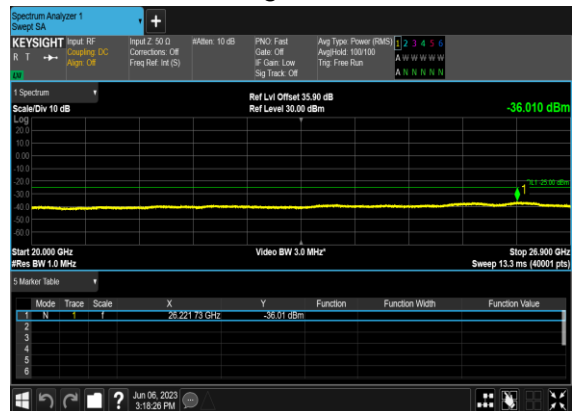 Spectrum Analyzer 1
Swept SA
+
KEYSIGHT Input: RF Input Z: 50 Ω #Atten: 10 dB PNO: Fast Avg Type: Power (RMS) 1 2 3 4 5 6
R T Coupling: DC Corrections: Off Gate: Off Avg|Hold: 100/100 A W W W W W
Align: Off Freq Ref: Int (S) IF Gain: Low Trig: Free Run
Sig Track: Off A N N N N N
1 Spectrum Ref Lvl Offset 35.90 dB
Scale/Div 10 dB Ref Level 30.00 dBm -36.010 dBm
Log
20.0
10.0
0.00
-10.0
-20.0
-30.0
-40.0
-50.0
-60.0
1
Start 20.000 GHz Video BW 3.0 MHz* Stop 26.900 GHz
#Res BW 1.0 MHz Sweep 13.3 ms (40001 pts)
5 Marker Table
Mode Trace Scale X Y Function Function Width Function Value
1 N 1 f 26.221 73 GHz -36.01 dBm
2
3
4
5
6
? Jun 06, 2023
3:18:26 PM